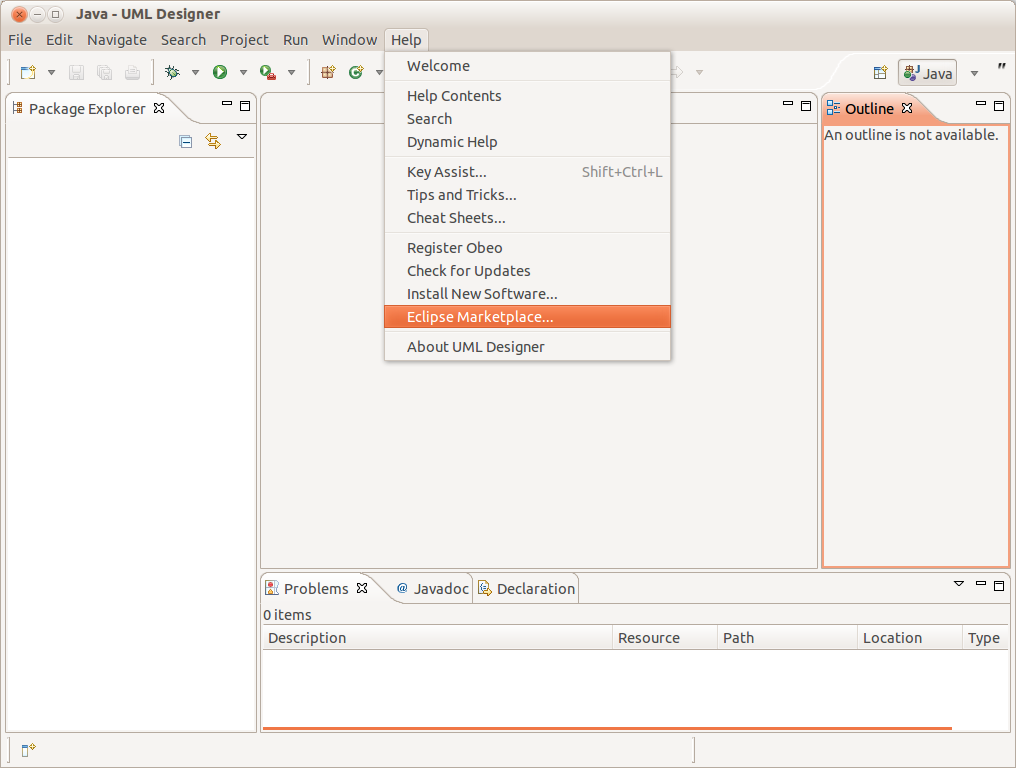 Java - UML Designer
File Edit Navigate Search Project Run Window Help
Java "
Package Explorer
Welcome
Help Contents
Search
Dynamic Help
Key Assist... Shift+Ctrl+L
Tips and Tricks...
Cheat Sheets...
Register Obeo
Check for Updates
Install New Software...
Eclipse Marketplace...
About UML Designer
Outline
An outline is not available.
Problems @ Javadoc Declaration
0 items
Description Resource Path Location Type